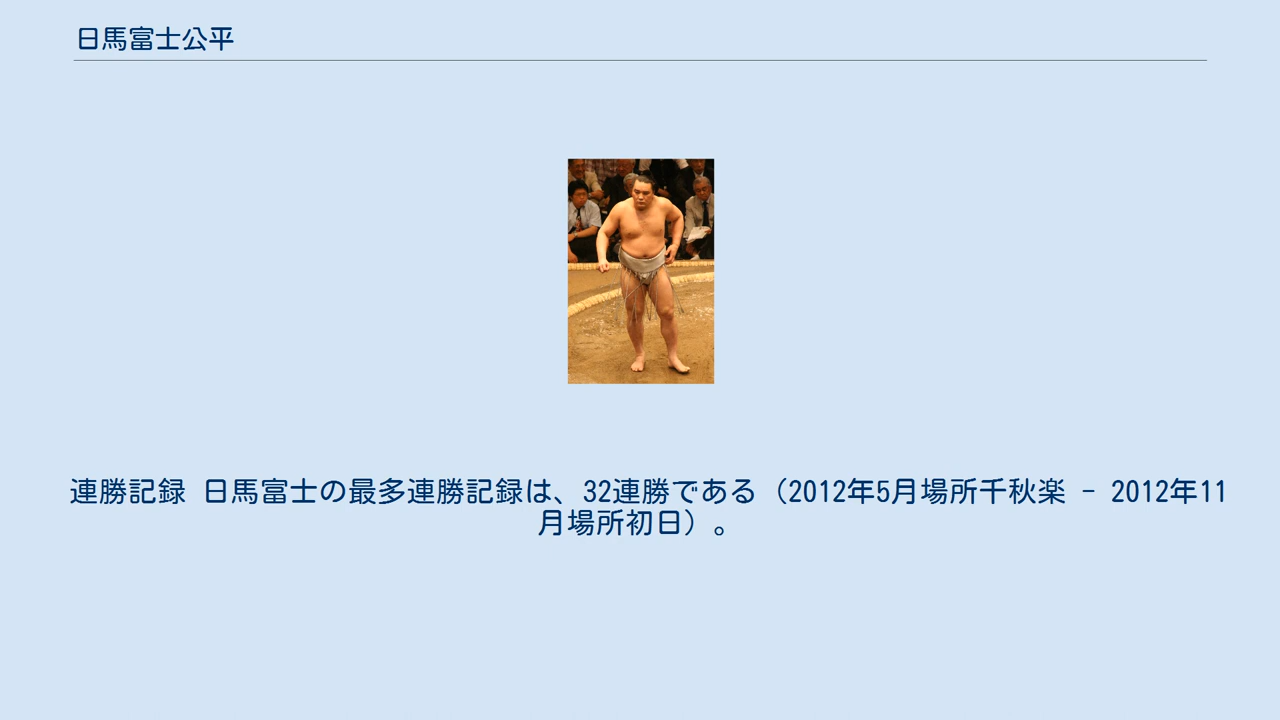 日馬富士公平
連勝記録 日馬富士の最多連勝記録は、32連勝である（2012年5月場所千秋楽 - 2012年11
月場所初日）。